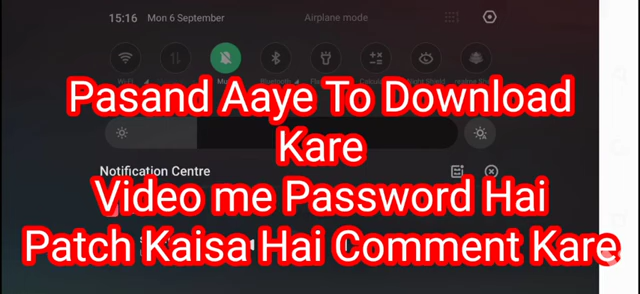 15:16 Mon 6 September Airplane mode
Pasand Aaye To Download
Kare
Notification Centre
Video me Password Hai
Patch Kaisa Hai Comment Kare